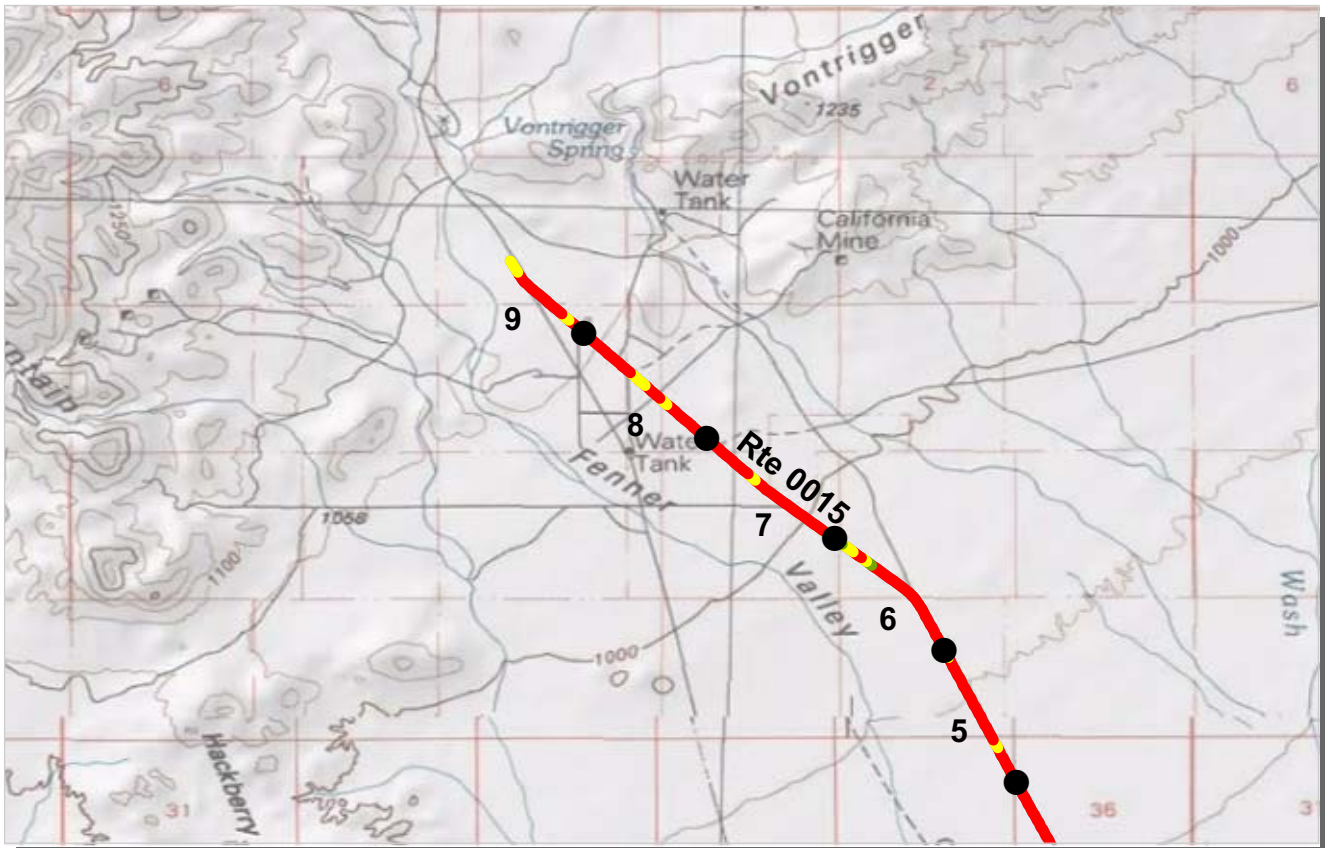 Vontrigger
6
2
6
1235
Vontrigger
Spring
Water
Tank
California
Mine
1250
1000
9
8
Water
Tank
Rte 0015
Fenner
7
1058
1100
Valley
6
Wash
1000
5
Hackberry
31
36